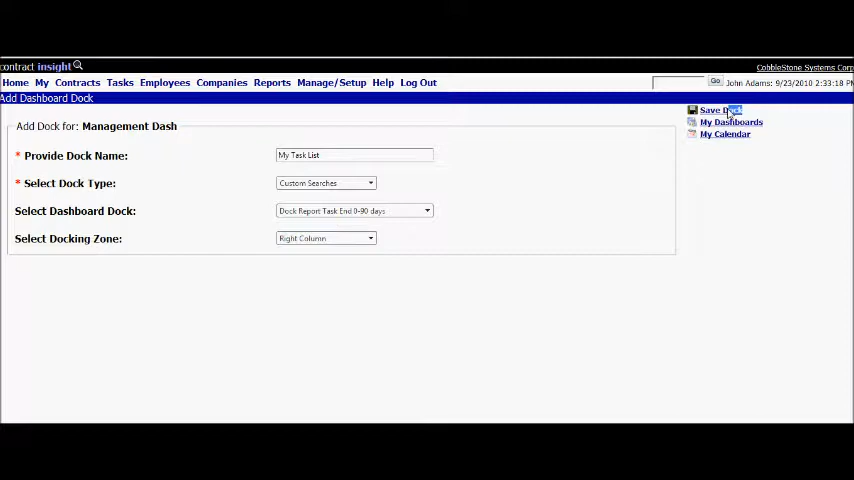 contract insight
CobbleStone Systems Corp
Home My Contracts Tasks Employees Companies Reports Manage/Setup Help Log Out
Go John Adams: 9/23/2010 2:33:18 PM
Add Dashboard Dock
Save Dock
My Dashboards
My Calendar
Add Dock for: Management Dash
* Provide Dock Name: My Task List
* Select Dock Type: Custom Searches
Select Dashboard Dock: Dock Report Task End 0-90 days
Select Docking Zone: Right Column